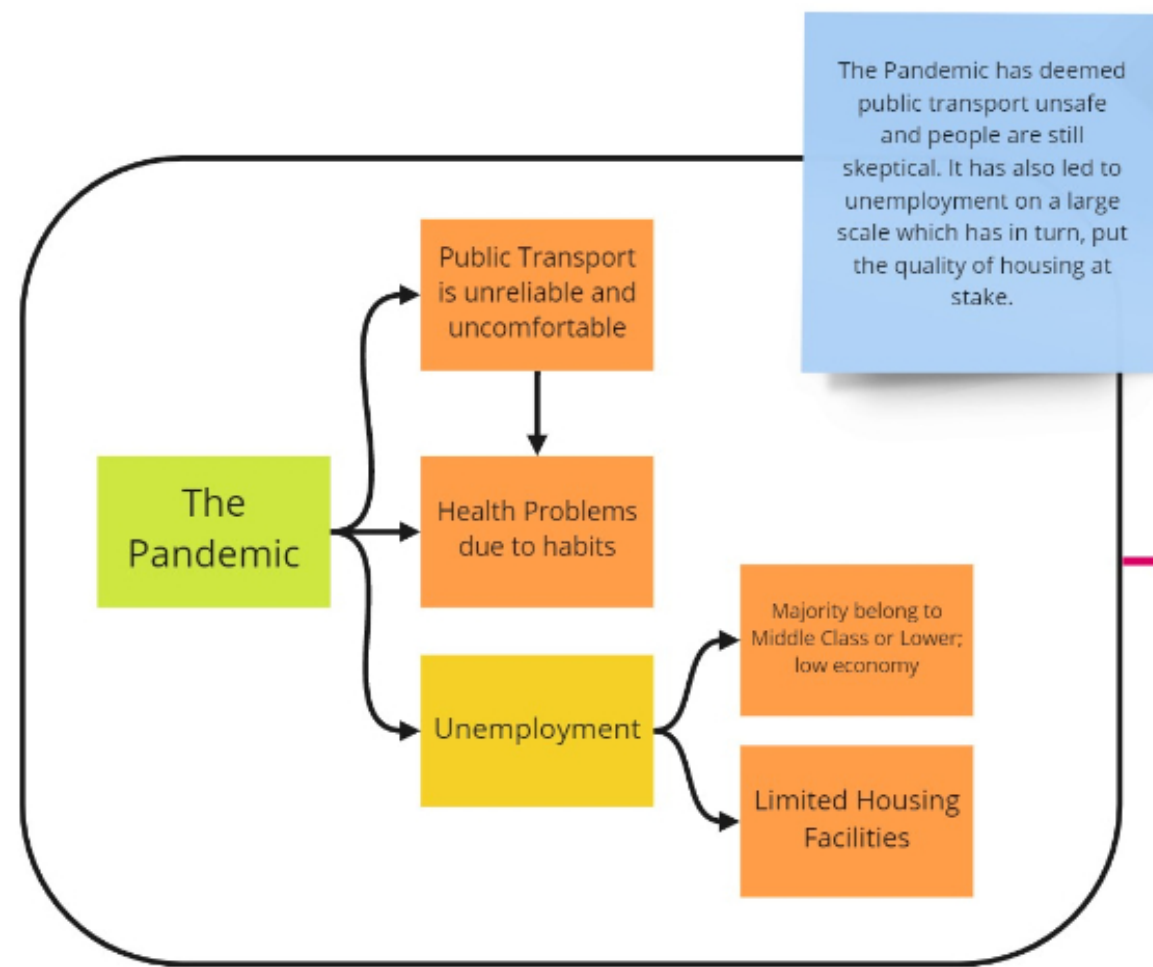 The Pandemic has deemed
public transport unsafe
and people are still
skeptical. It has also led to
unemployment on a large
scale which has in turn, put
the quality of housing at
stake.
Public Transport
is unreliable and
uncomfortable
The
Pandemic
Health Problems
due to habits
Majority belong to
Middle Class or Lower;
low economy
Unemployment
Limited Housing
Facilities